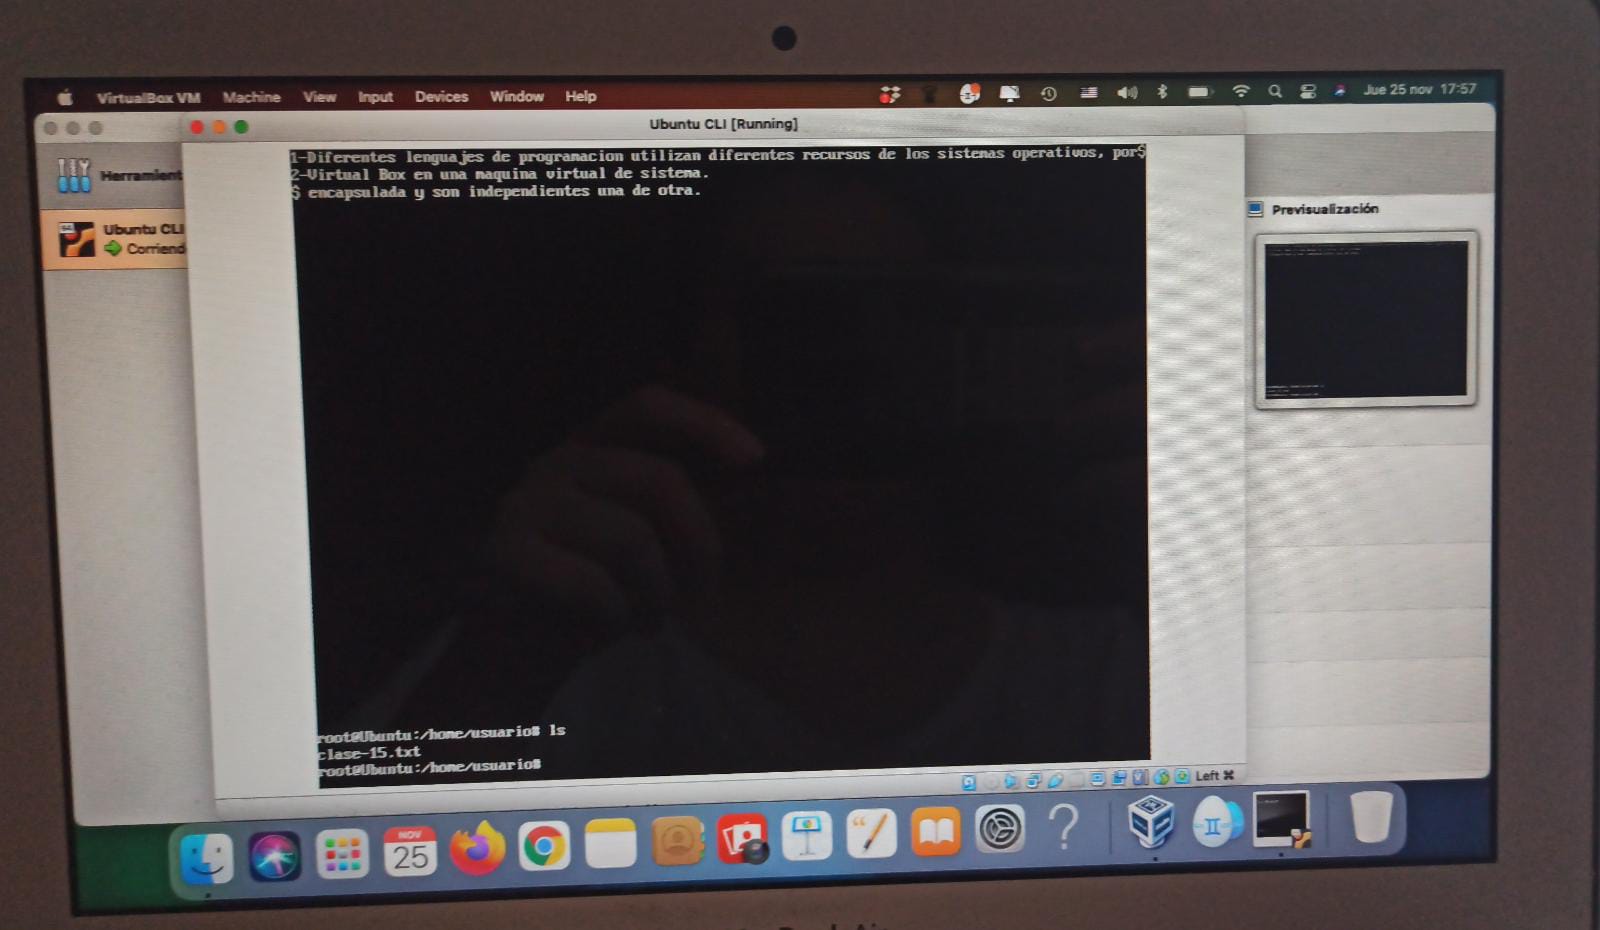 VirtualBox VM Machine View Input Devices Window Help Jue 25 nov 17:57
Ubuntu CLI [Running]
1-Diferentes lenguajes de programacion utilizan diferentes recursos de los sistemas operativos, por$
2-Virtual Box en una maquina virtual de sistema.
$ encapsulada y son independientes una de otra.
Herramient
Ubuntu CLI
Corriend
Previsualización
root@Ubuntu:/home/usuario# ls
clase-15.txt
root@Ubuntu:/home/usuario#
Left ⌘
NOV
25